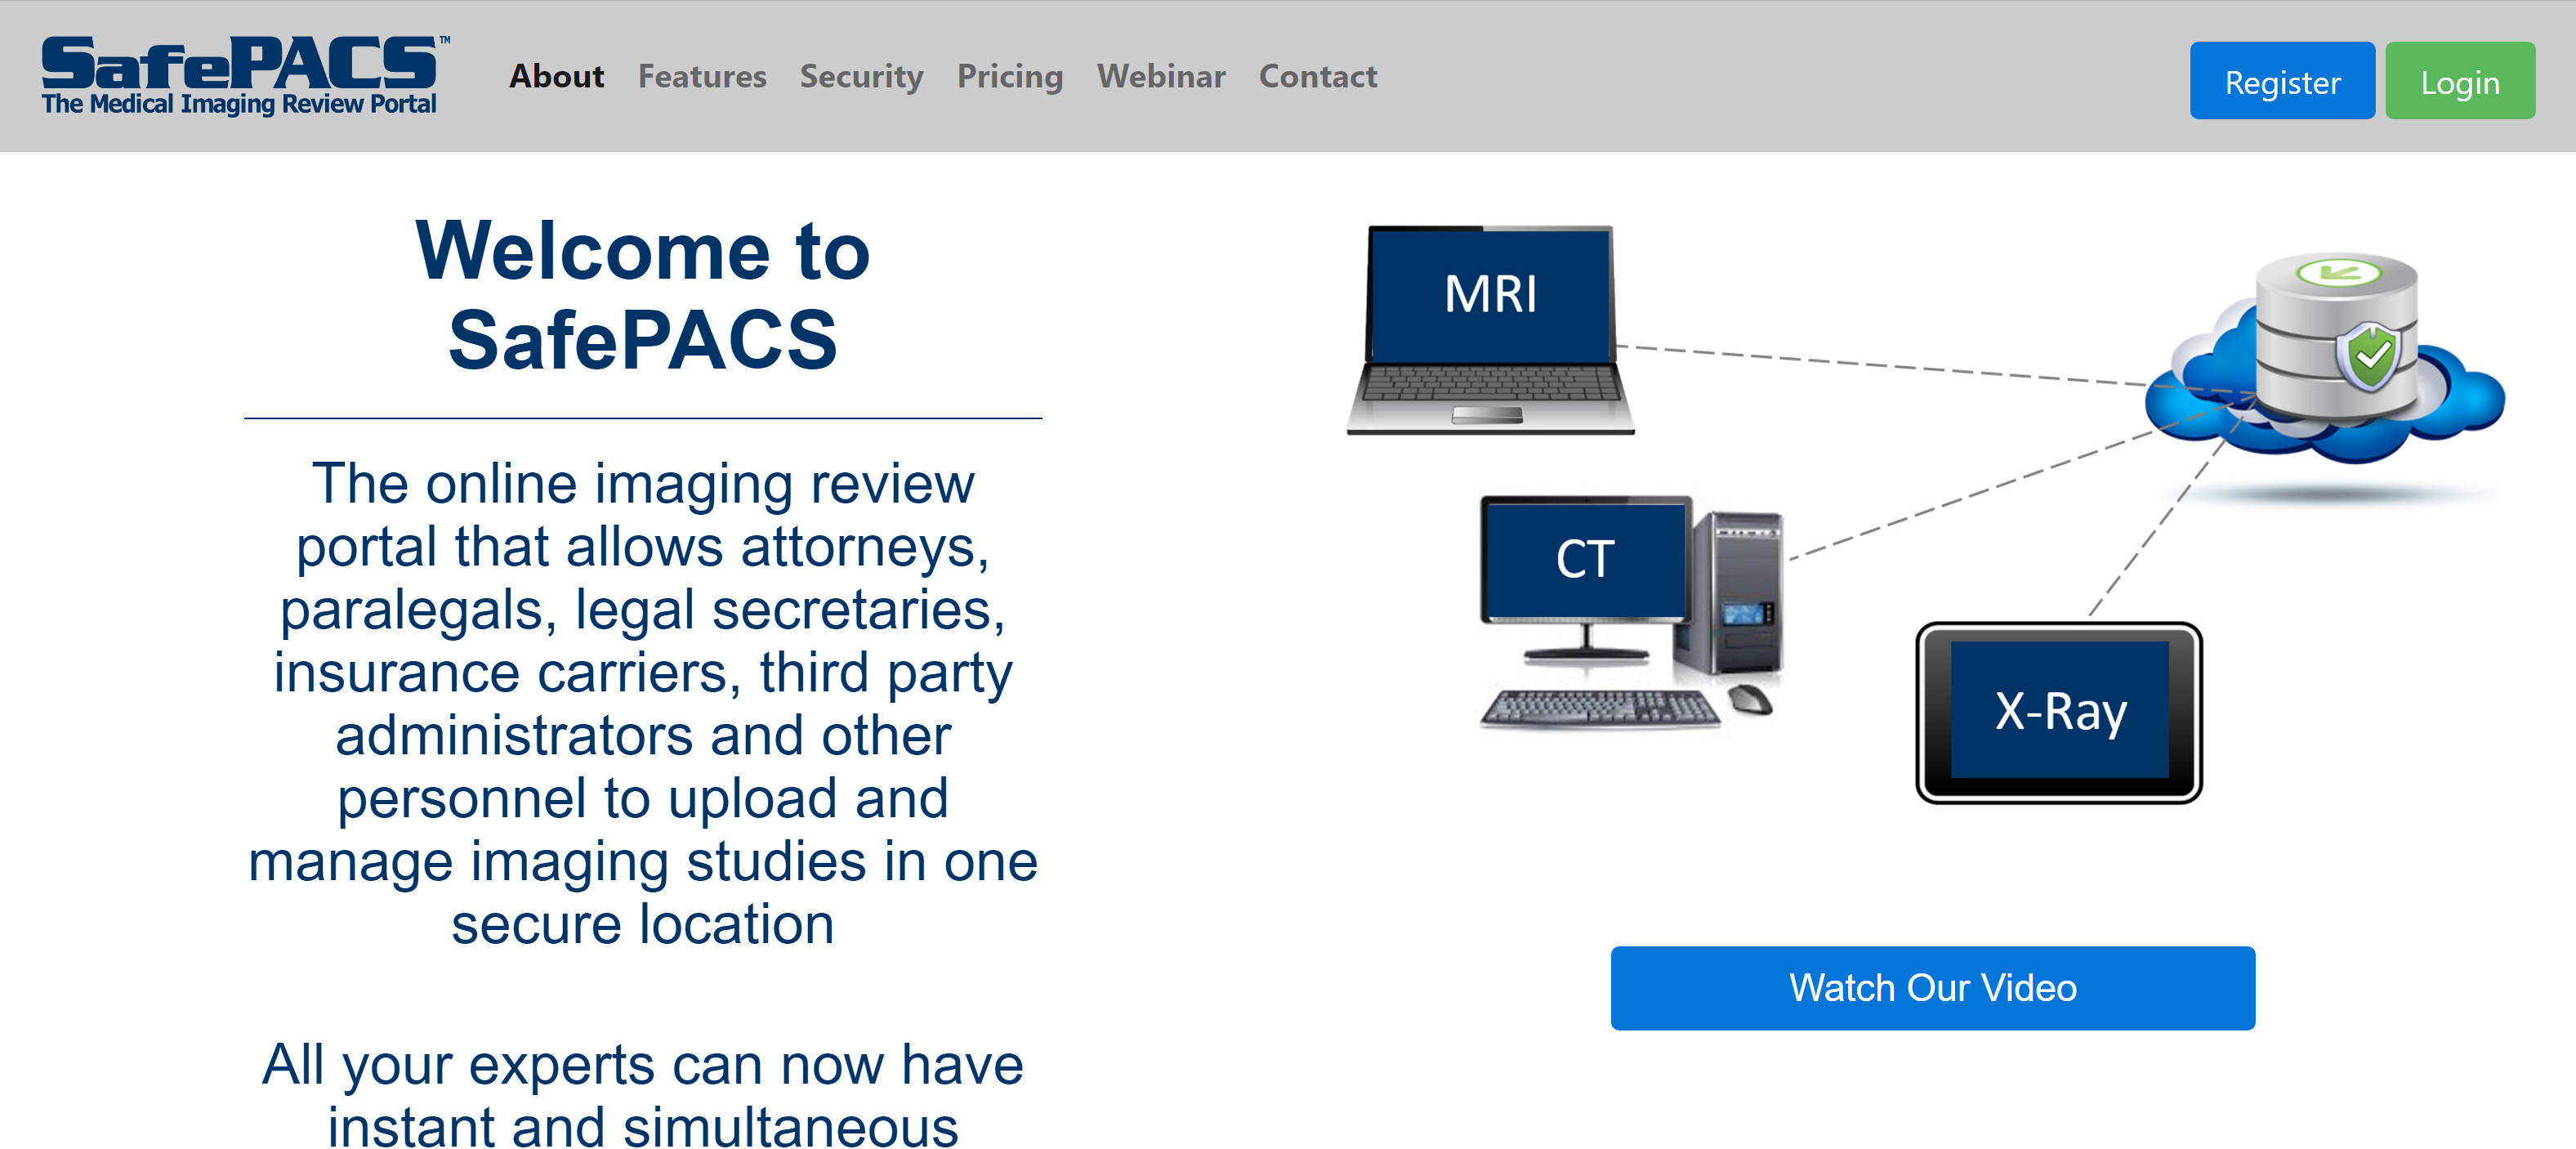 SafePACS™
The Medical Imaging Review Portal
About Features Security Pricing Webinar Contact
Register Login
Welcome to
SafePACS
The online imaging review
portal that allows attorneys,
paralegals, legal secretaries,
insurance carriers, third party
administrators and other
personnel to upload and
manage imaging studies in one
secure location
All your experts can now have
instant and simultaneous
MRI
CT
X-Ray
Watch Our Video